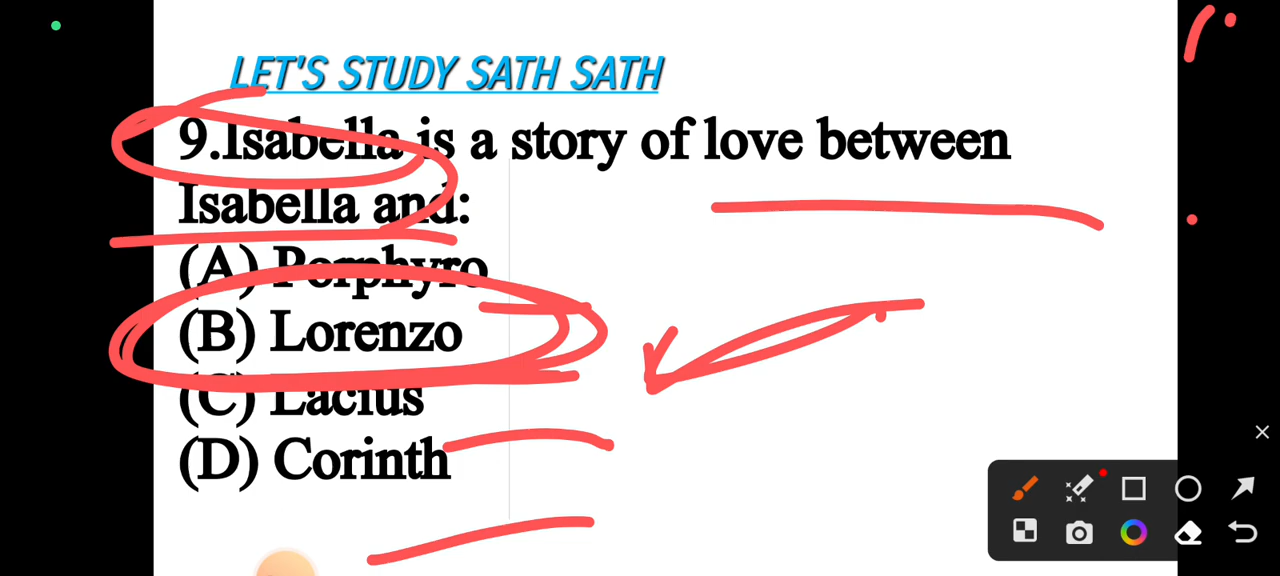 LET'S STUDY SATH SATH
9.Isabella is a story of love between
Isabella and:
(A) Porphyro
(B) Lorenzo
(C) Lacius
(D) Corinth